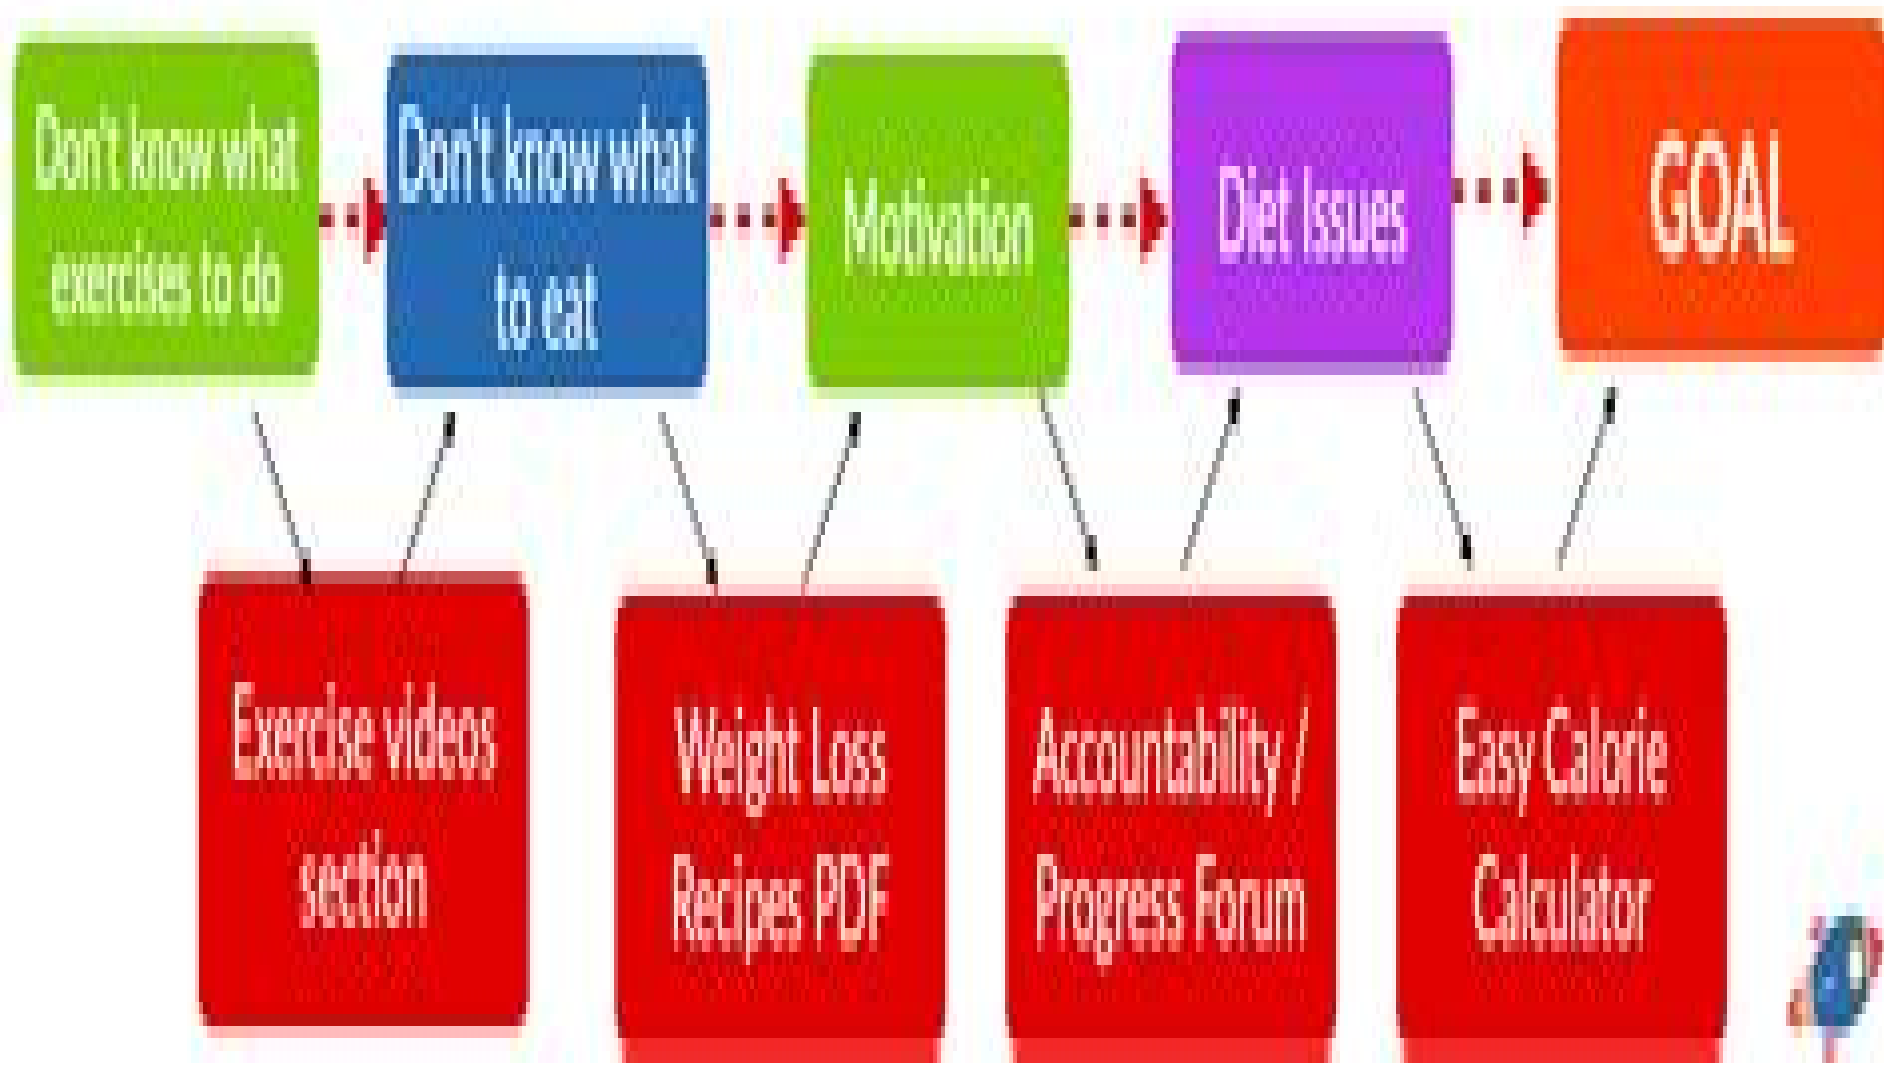 Don't know what
exercises to do
Don't know what
to eat
Motivation
Diet Issues
GOAL
Exercise videos
section
Weight Loss
Recipes PDF
Accountability /
Progress Forum
Easy Calorie
Calculator